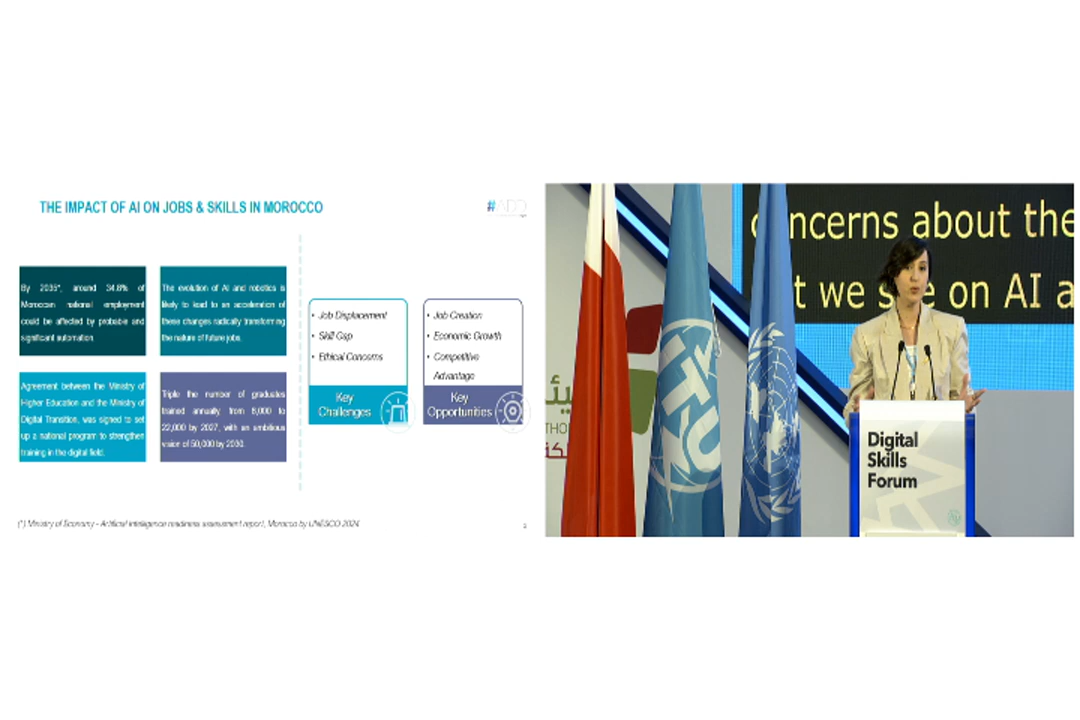 THE IMPACT OF AI ON JOBS & SKILLS IN MOROCCO
#ADD
By 2035*, around 34.8% of
Moroccan national employment
could be affected by probable and
significant automation.
The evolution of AI and robotics is
likely to lead to an acceleration of
these changes radically transforming
the nature of future jobs.
Agreement between the Ministry of
Higher Education and the Ministry of
Digital Transition, was signed to set
up a national program to strengthen
training in the digital field.
Triple the number of graduates
trained annually from 8,000 to
22,000 by 2027, with an ambitious
vision of 50,000 by 2030.
• Job Displacement
• Skill Gap
• Ethical Concerns
Key
Challenges
• Job Creation
• Economic Growth
• Competitive
Advantage
Key
Opportunities
(*) Ministry of Economy - Artificial intelligence readiness assessment report, Morocco by UNESCO 2024
concerns about the
t we see on AI a
ITU
Digital
Skills
Forum